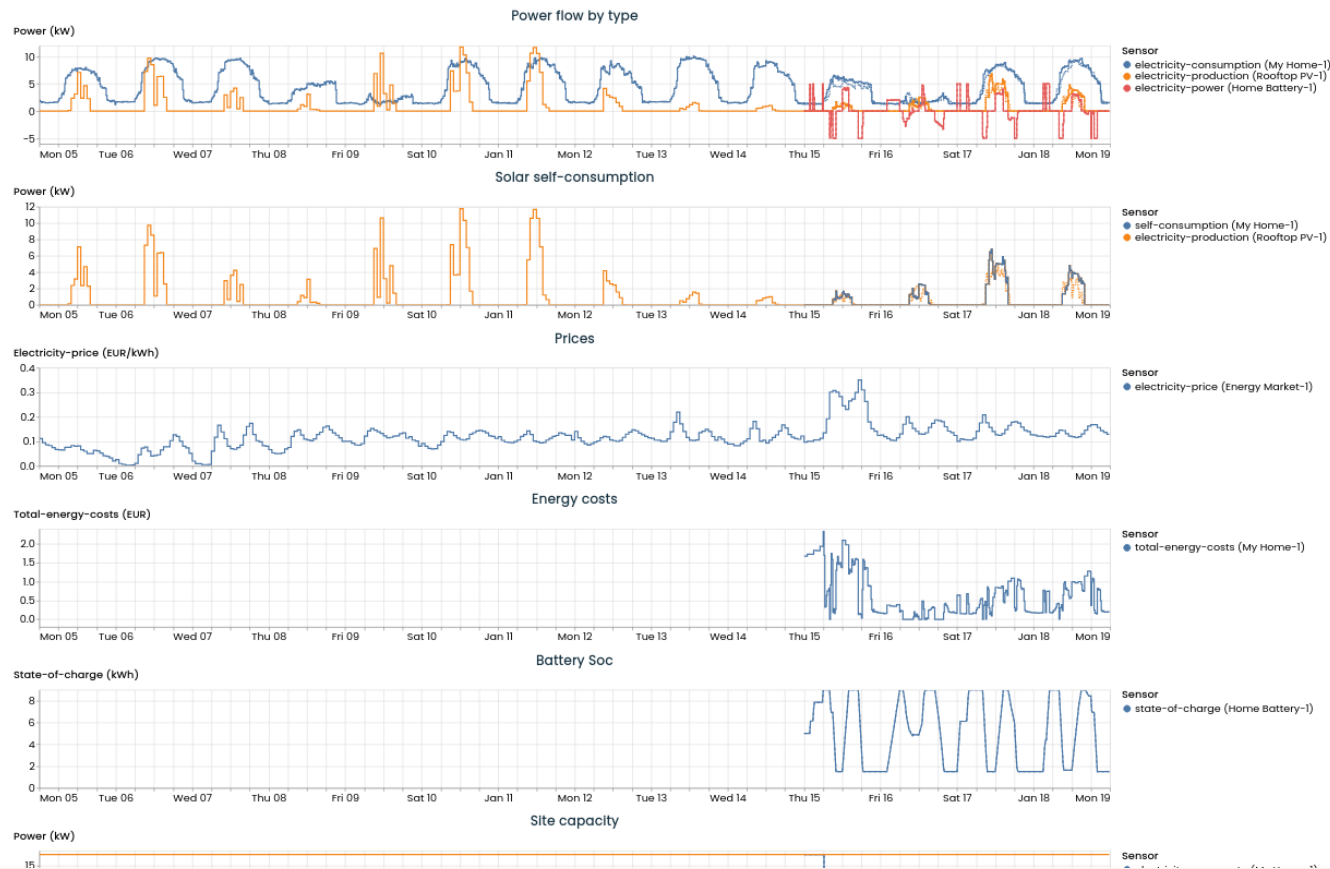 Power flow by type
Power (kW)
10
5
0
−5
Mon 05 Tue 06 Wed 07 Thu 08 Fri 09 Sat 10 Jan 11 Mon 12 Tue 13 Wed 14 Thu 15 Fri 16 Sat 17 Jan 18 Mon 19
Sensor
electricity-consumption (My Home-1)
electricity-production (Rooftop PV-1)
electricity-power (Home Battery-1)
Solar self-consumption
Power (kW)
12
10
8
6
4
2
0
Mon 05 Tue 06 Wed 07 Thu 08 Fri 09 Sat 10 Jan 11 Mon 12 Tue 13 Wed 14 Thu 15 Fri 16 Sat 17 Jan 18 Mon 19
Sensor
self-consumption (My Home-1)
electricity-production (Rooftop PV-1)
Prices
Electricity-price (EUR/kWh)
0.4
0.3
0.2
0.1
0.0
Mon 05 Tue 06 Wed 07 Thu 08 Fri 09 Sat 10 Jan 11 Mon 12 Tue 13 Wed 14 Thu 15 Fri 16 Sat 17 Jan 18 Mon 19
Sensor
electricity-price (Energy Market-1)
Energy costs
Total-energy-costs (EUR)
2.0
1.5
1.0
0.5
0.0
Mon 05 Tue 06 Wed 07 Thu 08 Fri 09 Sat 10 Jan 11 Mon 12 Tue 13 Wed 14 Thu 15 Fri 16 Sat 17 Jan 18 Mon 19
Sensor
total-energy-costs (My Home-1)
Battery Soc
State-of-charge (kWh)
8
6
4
2
0
Mon 05 Tue 06 Wed 07 Thu 08 Fri 09 Sat 10 Jan 11 Mon 12 Tue 13 Wed 14 Thu 15 Fri 16 Sat 17 Jan 18 Mon 19
Sensor
state-of-charge (Home Battery-1)
Site capacity
Power (kW)
15
Sensor